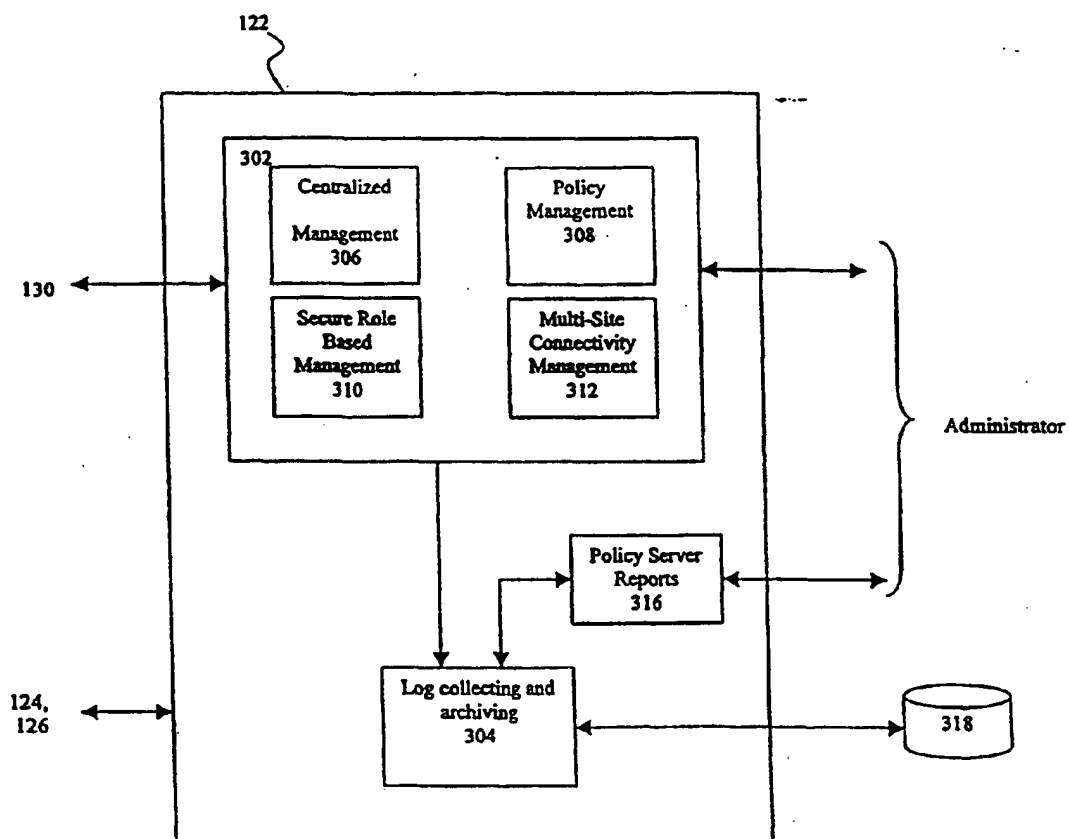 122
302
Centralized
Management
306
Policy
Management
308
130
Secure Role
Based
Management
310
Multi-Site
Connectivity
Management
312
Administrator
Policy Server
Reports
316
124,
126
Log collecting and
archiving
304
318